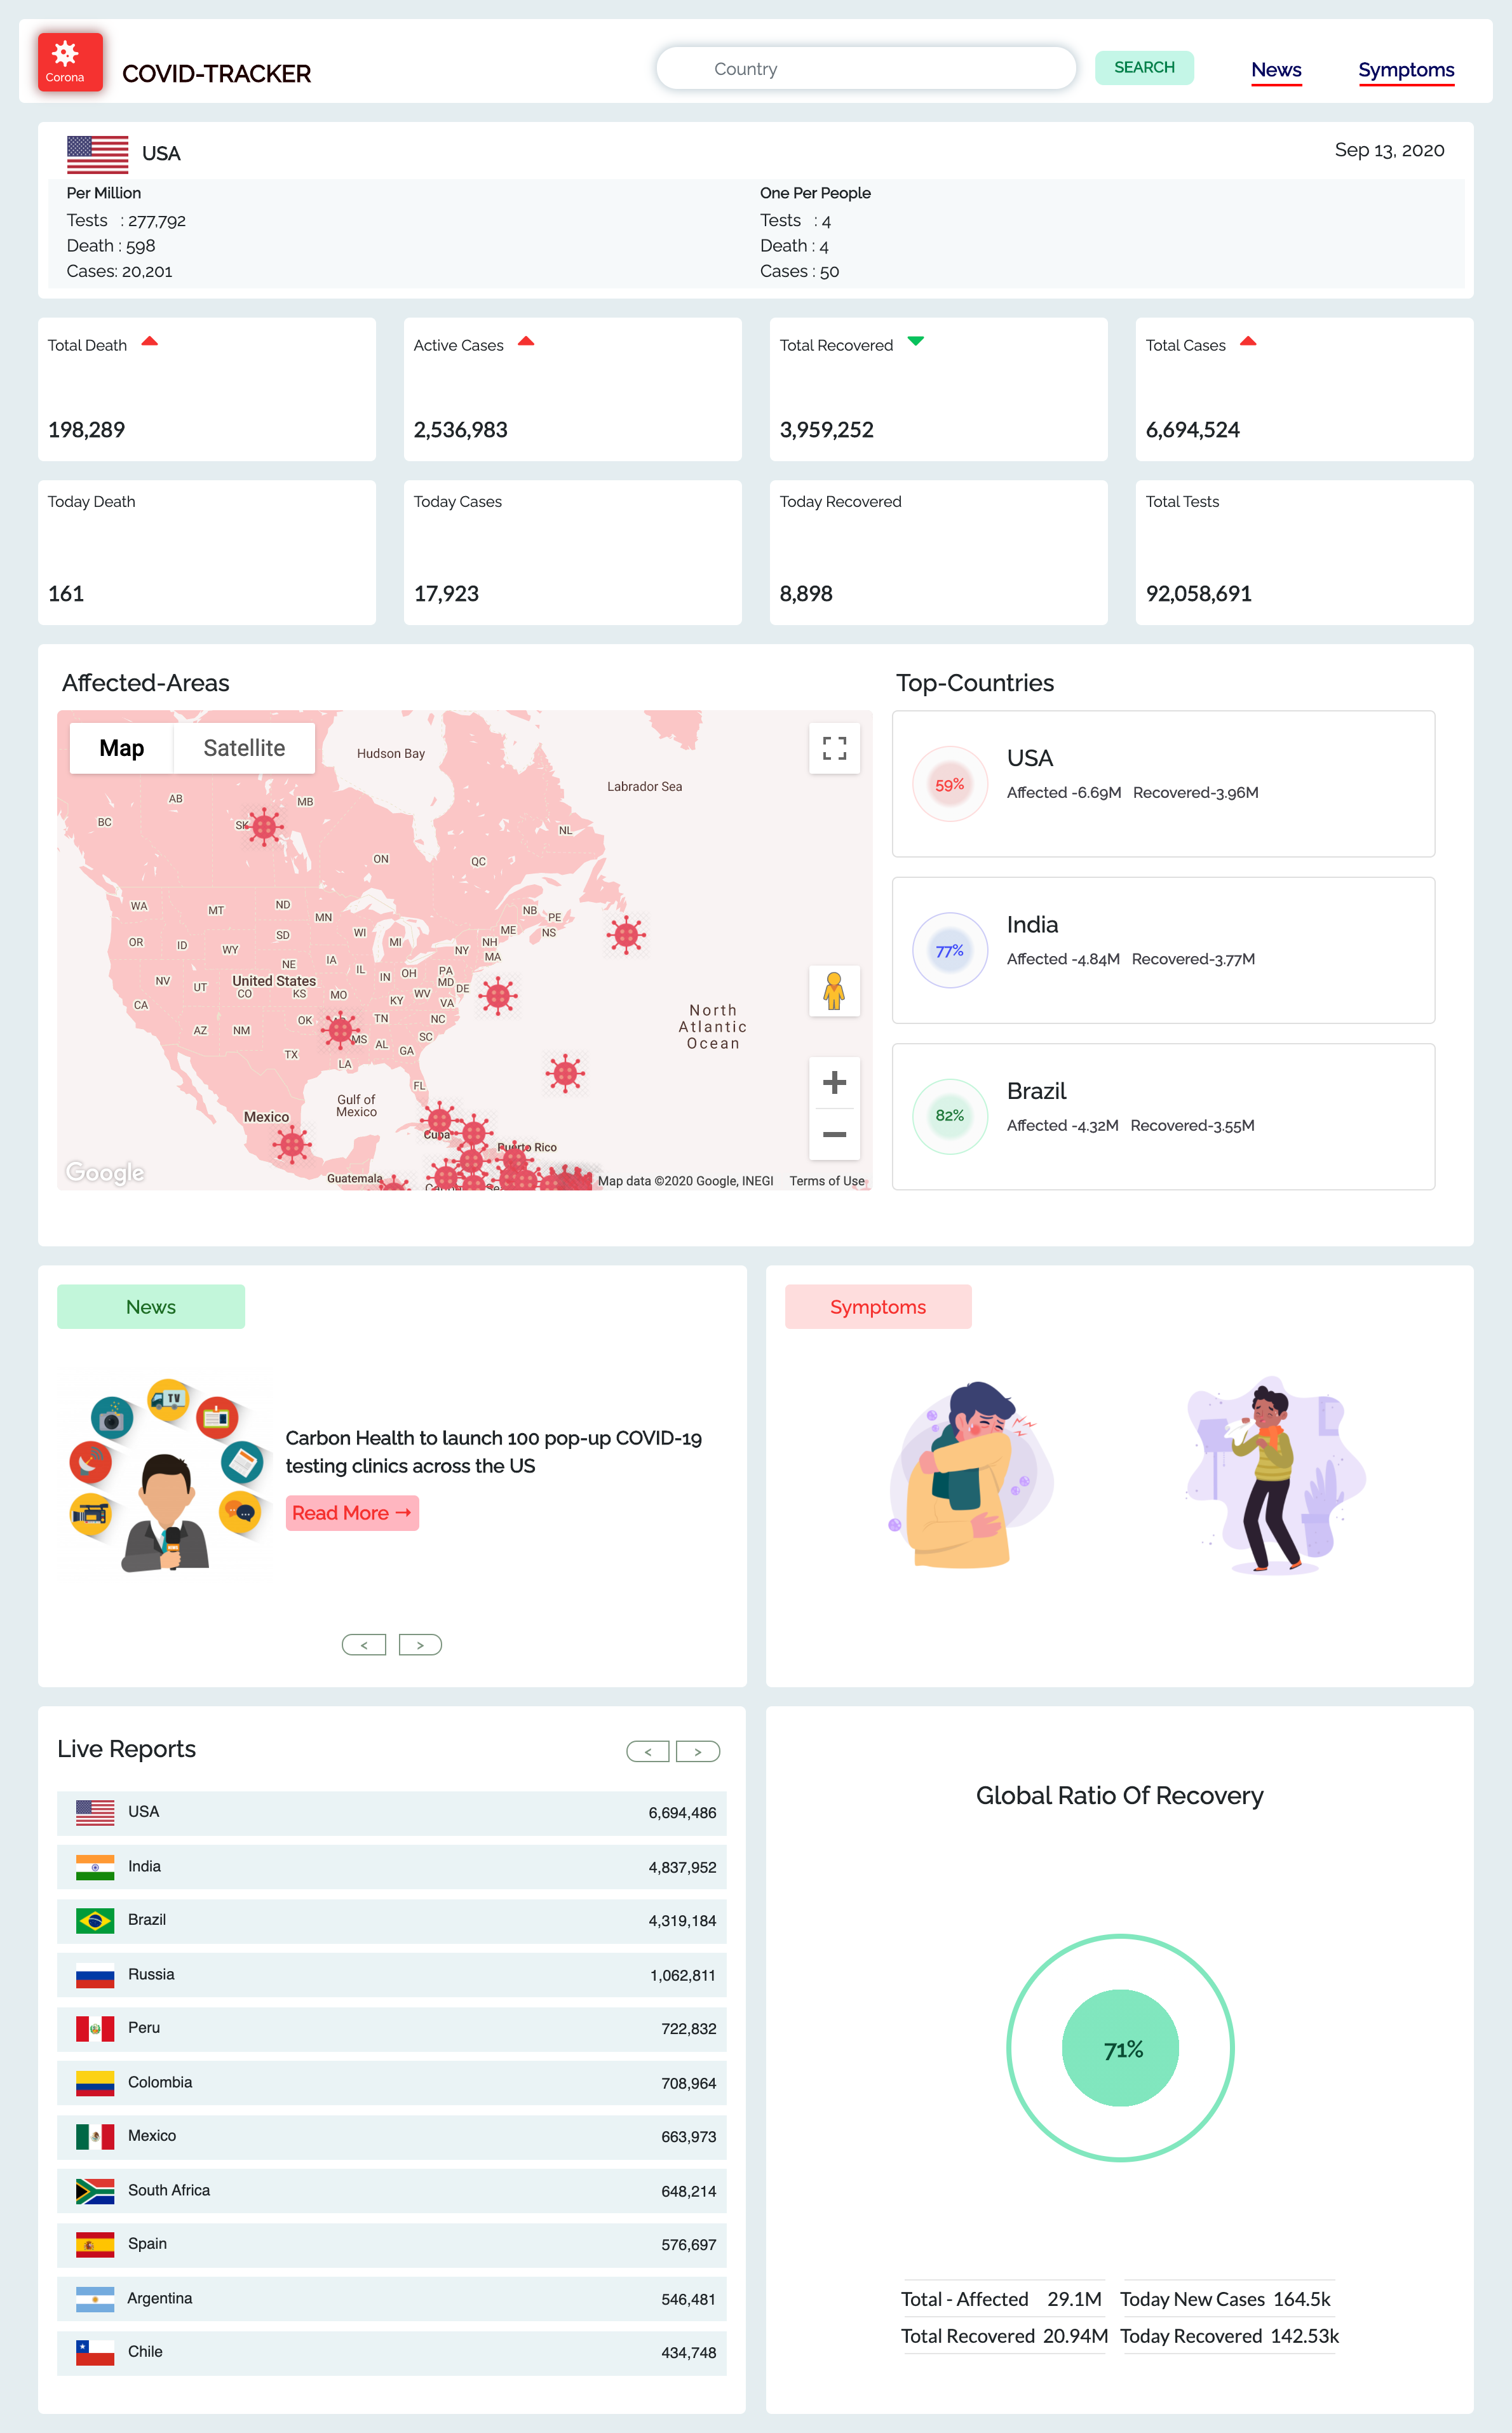 Corona
COVID-TRACKER
Country
SEARCH
News
Symptoms
USA
Sep 13, 2020
Per Million
Tests : 277,792
Death : 598
Cases: 20,201
One Per People
Tests : 4
Death : 4
Cases : 50
Total Death
198,289
Active Cases
2,536,983
Total Recovered
3,959,252
Total Cases
6,694,524
Today Death
161
Today Cases
17,923
Today Recovered
8,898
Total Tests
92,058,691
Affected-Areas
Map
Satellite
Hudson Bay
Labrador Sea
AB
MB
BC
SK
NL
ON
QC
WA
MT
ND
MN
NB
PE
OR
ID
WY
SD
WI
MI
ME
NS
NH
NY
MA
NE
IA
IL
IN
OH
PA
MD
DE
NV
UT
United States
CO
KS
MO
KY
WV
VA
CA
AZ
NM
OK
TN
NC
MS
AL
SC
GA
TX
LA
FL
North
Atlantic
Ocean
Gulf of
Mexico
Mexico
Cuba
Puerto Rico
Guatemala
Google
Map data ©2020 Google, INEGI
Terms of Use
Top-Countries
59%
USA
Affected -6.69M Recovered-3.96M
77%
India
Affected -4.84M Recovered-3.77M
82%
Brazil
Affected -4.32M Recovered-3.55M
News
TV
NEWS
Carbon Health to launch 100 pop-up COVID-19
testing clinics across the US
Read More →
< >
Symptoms
Live Reports
< >
USA 6,694,486
India 4,837,952
Brazil 4,319,184
Russia 1,062,811
Peru 722,832
Colombia 708,964
Mexico 663,973
South Africa 648,214
Spain 576,697
Argentina 546,481
Chile 434,748
Global Ratio Of Recovery
71%
Total - Affected 29.1M Today New Cases 164.5k
Total Recovered 20.94M Today Recovered 142.53k